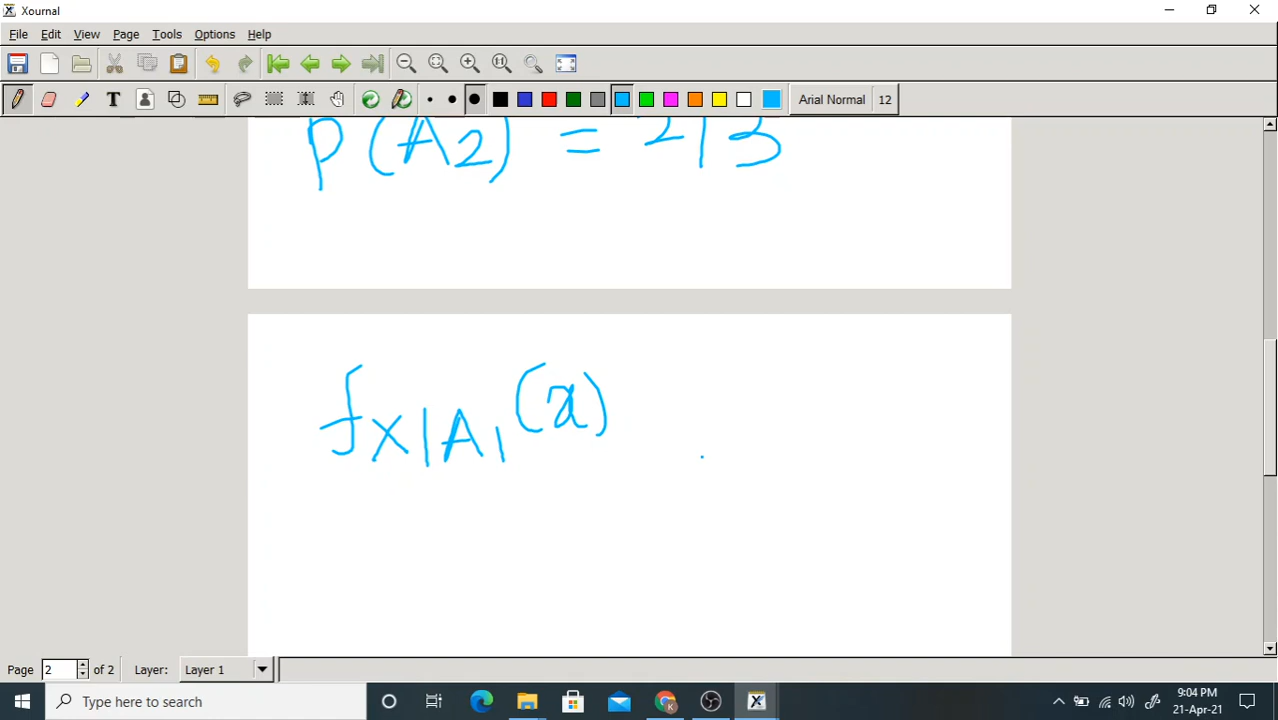 Xournal
File Edit View Page Tools Options Help
Arial Normal 12
P(A2) = 2/3
fX|A1(x)
Page 2 of 2 Layer: Layer 1
Type here to search
9:04 PM
21-Apr-21